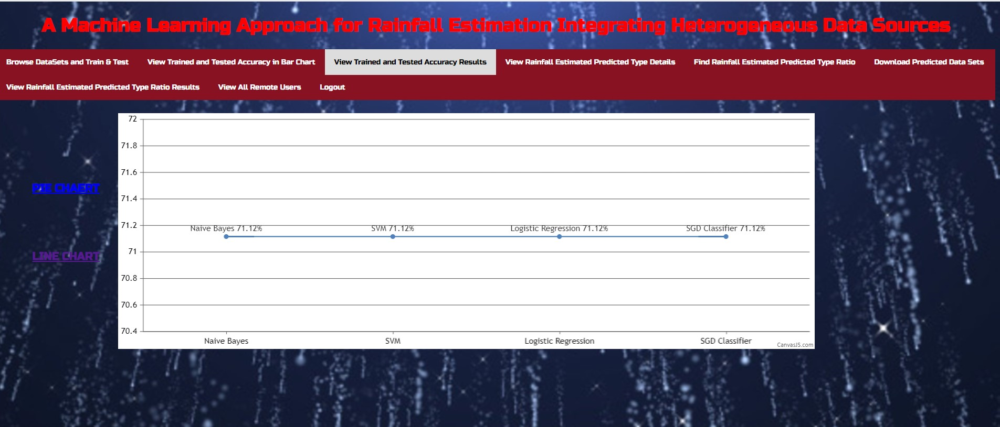 A Machine Learning Approach for Rainfall Estimation Integrating Heterogeneous Data Sources
Browse DataSets and Train & Test View Trained and Tested Accuracy in Bar Chart View Trained and Tested Accuracy Results View Rainfall Estimated Predicted Type Details Find Rainfall Estimated Predicted Type Ratio Download Predicted Data Sets
View Rainfall Estimated Predicted Type Ratio Results View All Remote Users Logout
PIE CHAERT
LINE CHART
72
71.8
71.6
71.4
71.2
71
70.8
70.6
70.4
Naive Bayes 71.12% SVM 71.12% Logistic Regression 71.12% SGD Classifier 71.12%
Naive Bayes SVM Logistic Regression SGD Classifier
CanvasJS.com